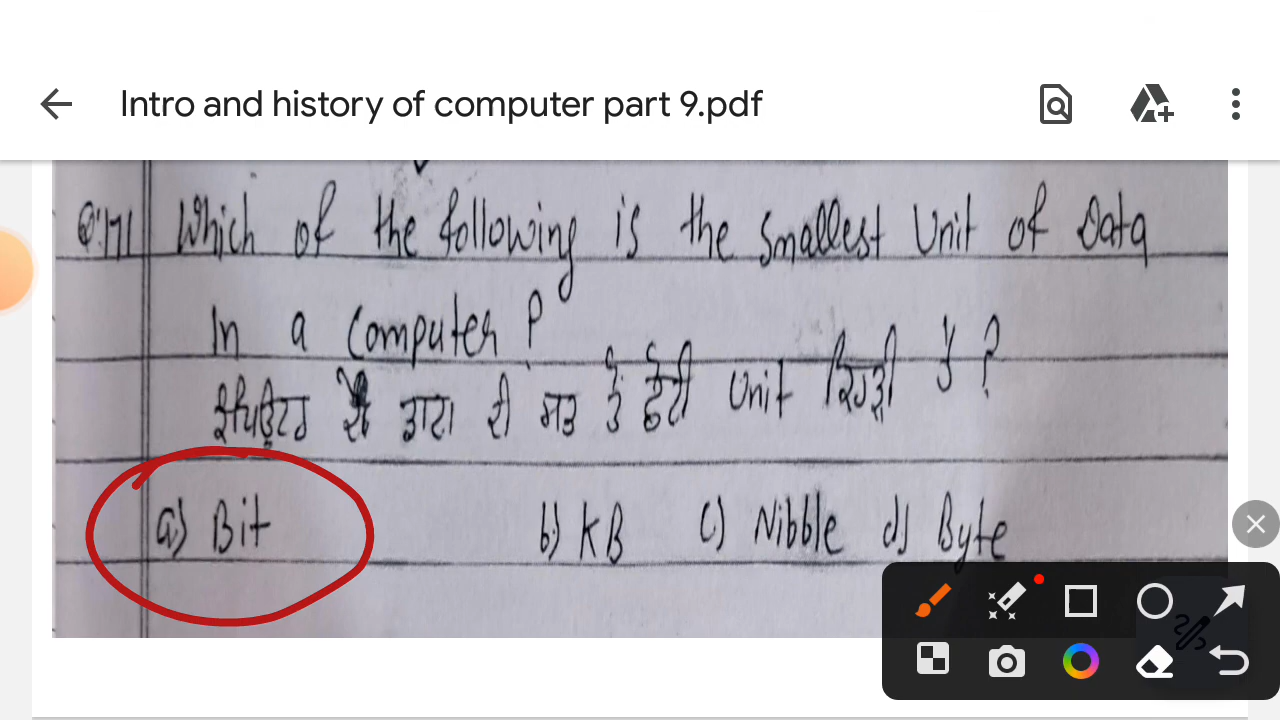 Intro and history of computer part 9.pdf
Q.171 Which of the following is the Smallest Unit of Data
In a Computer ?
ਕੰਪਿਊਟਰ ਡਾਟਾ ਦੀ ਸਭ ਤੋਂ ਛੋਟੀ Unit ਕਿਹੜੀ ਹੈ ?
a) Bit b) KB c) Nibble d) Byte